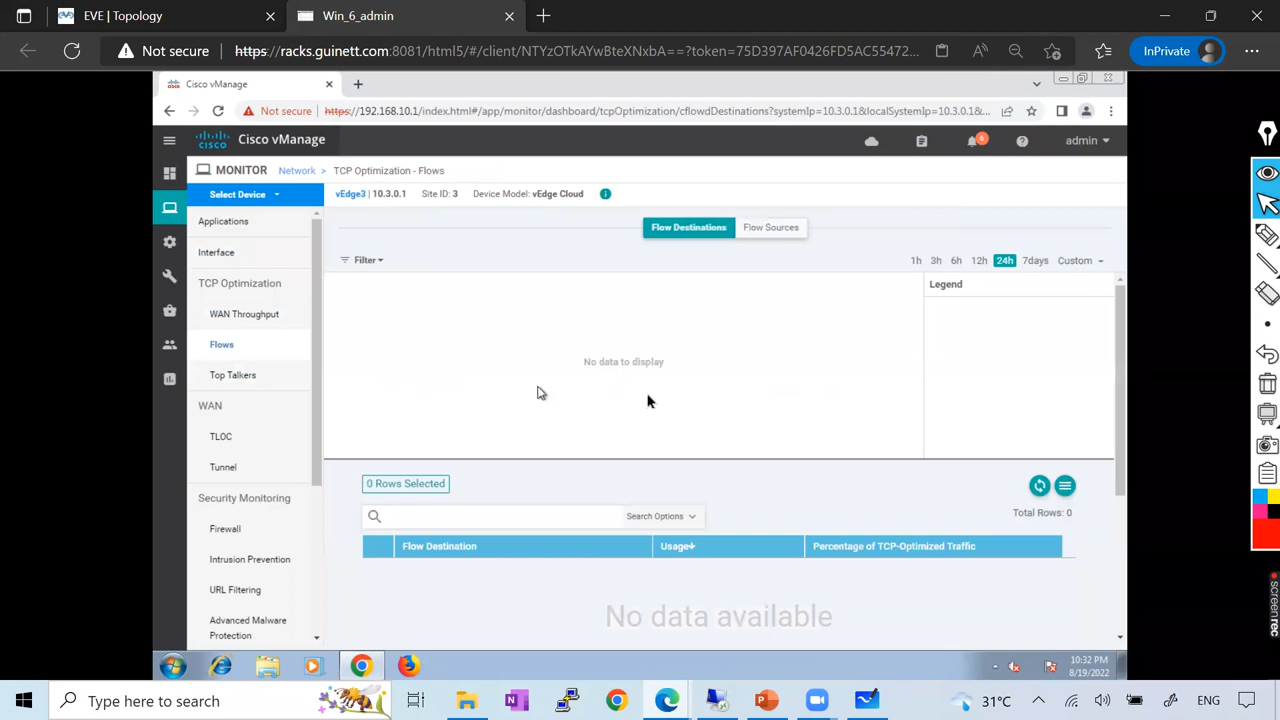 EVE | Topology
Win_6_admin
Not secure
https://racks.guinett.com:8081/html5/#/client/NTYzOTkAYwBteXNxbA==?token=75D397AF0426FD5AC55472...
InPrivate
Cisco vManage
Not secure
https://192.168.10.1/index.html#/app/monitor/dashboard/tcpOptimization/cflowdDestinations?systemIp=10.3.0.1&localSystemIp=10.3.0.1&...
CISCO
Cisco vManage
6
admin
MONITOR
Network > TCP Optimization - Flows
Select Device
vEdge3 | 10.3.0.1 Site ID: 3 Device Model: vEdge Cloud
Applications
Interface
TCP Optimization
WAN Throughput
Flows
Top Talkers
WAN
TLOC
Tunnel
Security Monitoring
Firewall
Intrusion Prevention
URL Filtering
Advanced Malware
Protection
Flow Destinations
Flow Sources
Filter
1h 3h 6h 12h 24h 7days Custom
Legend
No data to display
0 Rows Selected
Search Options
Total Rows: 0
Flow Destination
Usage
Percentage of TCP-Optimized Traffic
No data available
10:32 PM
8/19/2022
screenrec
Type here to search
31°C
ENG